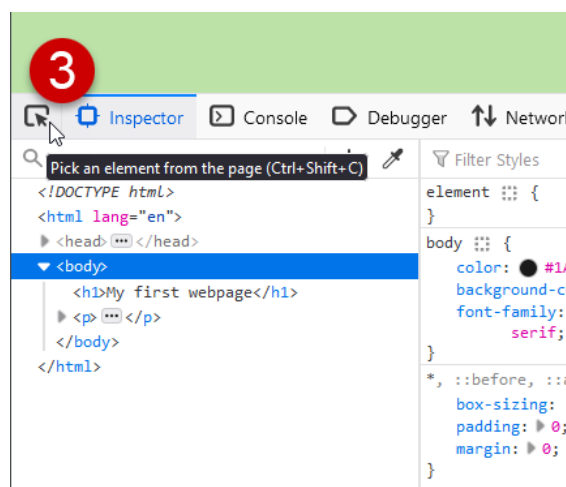 3
Inspector Console Debugger Networ
Pick an element from the page (Ctrl+Shift+C)
Filter Styles
<!DOCTYPE html>
<html lang="en">
<head> ··· </head>
<body>
<h1>My first webpage</h1>
<p> ··· </p>
</body>
</html>
element {
}
body {
color: #1A
background-c
font-family:
serif;
}
*, ::before, ::a
box-sizing:
padding: 0;
margin: 0;
}